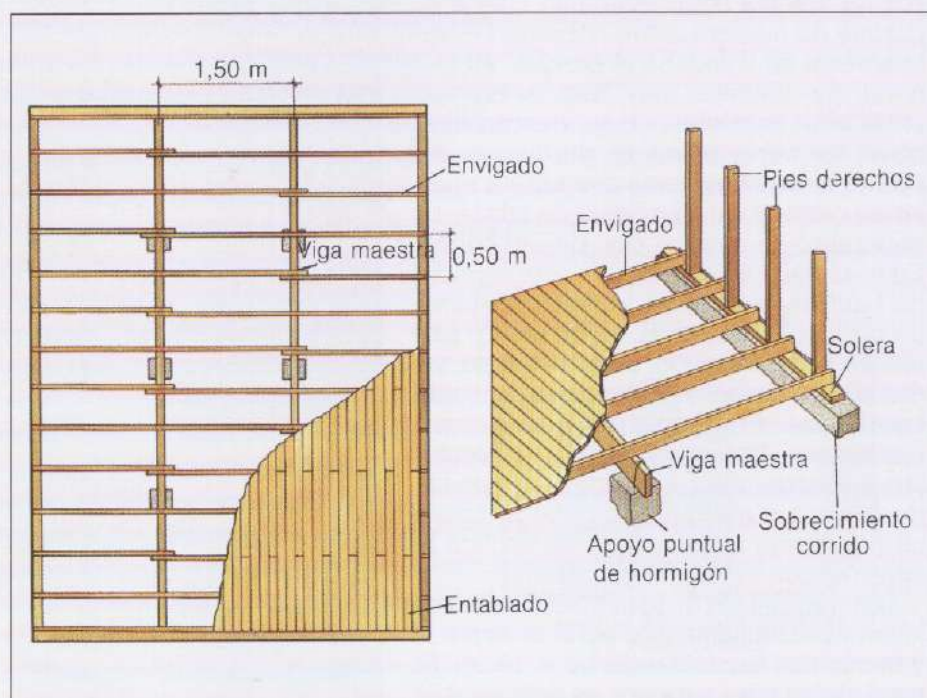 1,50 m
Envigado
Viga maestra
0,50 m
Entablado
Pies derechos
Envigado
Solera
Viga maestra
Apoyo puntual
de hormigón
Sobrecimiento
corrido